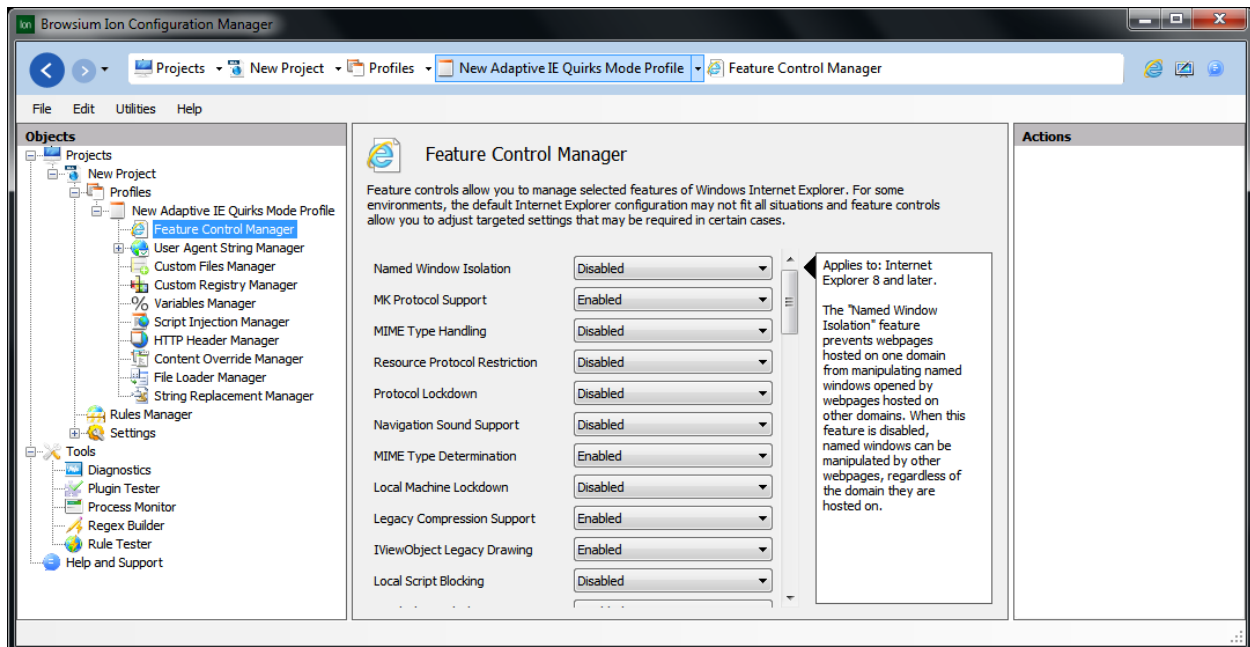 Ion Browsium Ion Configuration Manager
Projects New Project Profiles New Adaptive IE Quirks Mode Profile Feature Control Manager
File Edit Utilities Help
Objects
Projects
New Project
Profiles
New Adaptive IE Quirks Mode Profile
Feature Control Manager
User Agent String Manager
Custom Files Manager
Custom Registry Manager
Variables Manager
Script Injection Manager
HTTP Header Manager
Content Override Manager
File Loader Manager
String Replacement Manager
Rules Manager
Settings
Tools
Diagnostics
Plugin Tester
Process Monitor
Regex Builder
Rule Tester
Help and Support
Feature Control Manager
Feature controls allow you to manage selected features of Windows Internet Explorer. For some
environments, the default Internet Explorer configuration may not fit all situations and feature controls
allow you to adjust targeted settings that may be required in certain cases.
Named Window Isolation Disabled
MK Protocol Support Enabled
MIME Type Handling Disabled
Resource Protocol Restriction Disabled
Protocol Lockdown Disabled
Navigation Sound Support Disabled
MIME Type Determination Enabled
Local Machine Lockdown Disabled
Legacy Compression Support Enabled
IViewObject Legacy Drawing Enabled
Local Script Blocking Disabled
Applies to: Internet
Explorer 8 and later.
The "Named Window
Isolation" feature
prevents webpages
hosted on one domain
from manipulating named
windows opened by
webpages hosted on
other domains. When this
feature is disabled,
named windows can be
manipulated by other
webpages, regardless of
the domain they are
hosted on.
Actions